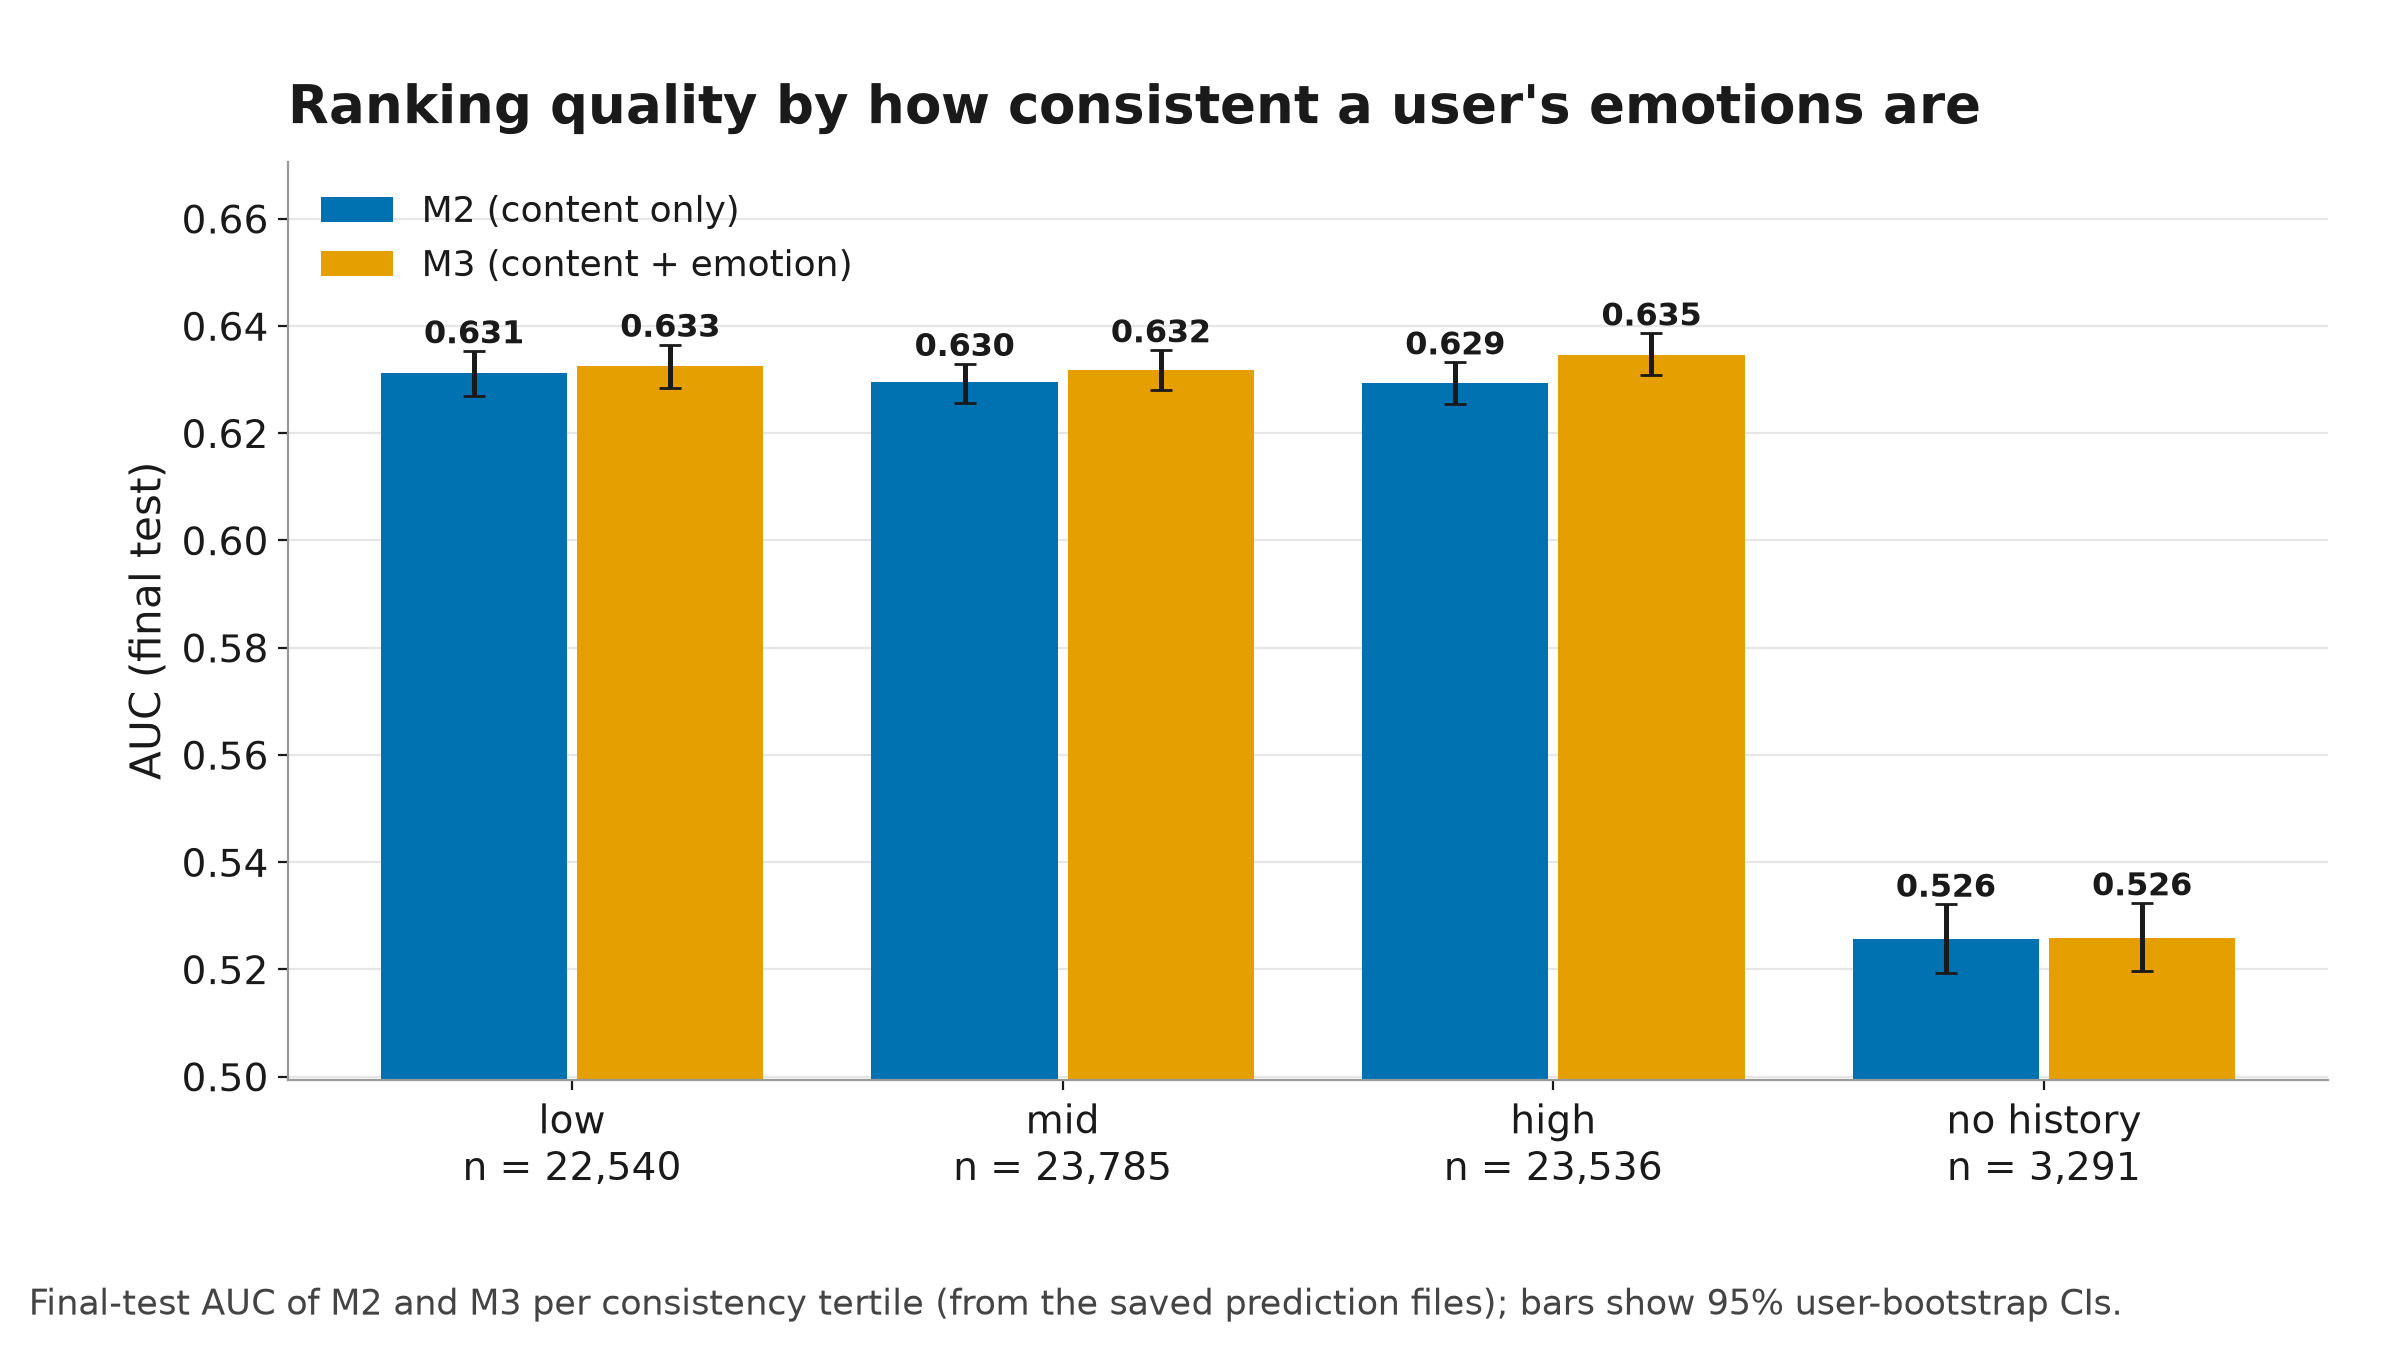 Ranking quality by how consistent a user's emotions are
M2 (content only)
M3 (content + emotion)
AUC (final test)
0.66
0.64
0.62
0.60
0.58
0.56
0.54
0.52
0.50
0.631
0.633
0.630
0.632
0.629
0.635
0.526
0.526
low
n = 22,540
mid
n = 23,785
high
n = 23,536
no history
n = 3,291
Final-test AUC of M2 and M3 per consistency tertile (from the saved prediction files); bars show 95% user-bootstrap CIs.